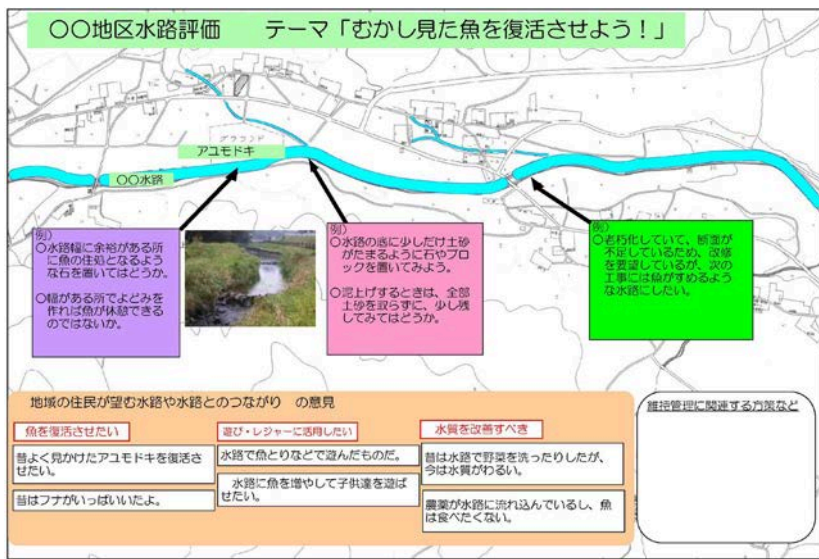 〇〇地区水路評価　　テーマ「むかし見た魚を復活させよう！」
グラウンド
アユモドキ
〇〇水路
例）
〇水路幅に余裕がある所
に魚の住処となるよう
な石を置いてはどうか。
〇幅がある所でよどみを
作れば魚が休憩できる
のではないか。
例）
〇水路の底に少しだけ土砂
がたまるように石やブロ
ックを置いてみよう。
〇泥上げするときは、全部
土砂を取らずに、少し残
してみてはどうか。
例）
〇老朽化していて、断面が
不足しているため、改修
を要望しているが、次の
工事には魚がすめるよう
な水路にしたい。
地域の住民が望む水路や水路とのつながり　の意見
魚を復活させたい
昔よく見かけたアユモドキを復活さ
せたい。
昔はフナがいっぱいいたよ。
遊び・レジャーに活用したい
水路で魚とりなどで遊んだものだ。
水路に魚を増やして子供達を遊ば
せたい。
水質を改善すべき
昔は水路で野菜を洗ったりしたが、
今は水質がわるい。
農薬が水路に流れ込んでいるし、魚
は食べたくない。
維持管理に関連する方策など